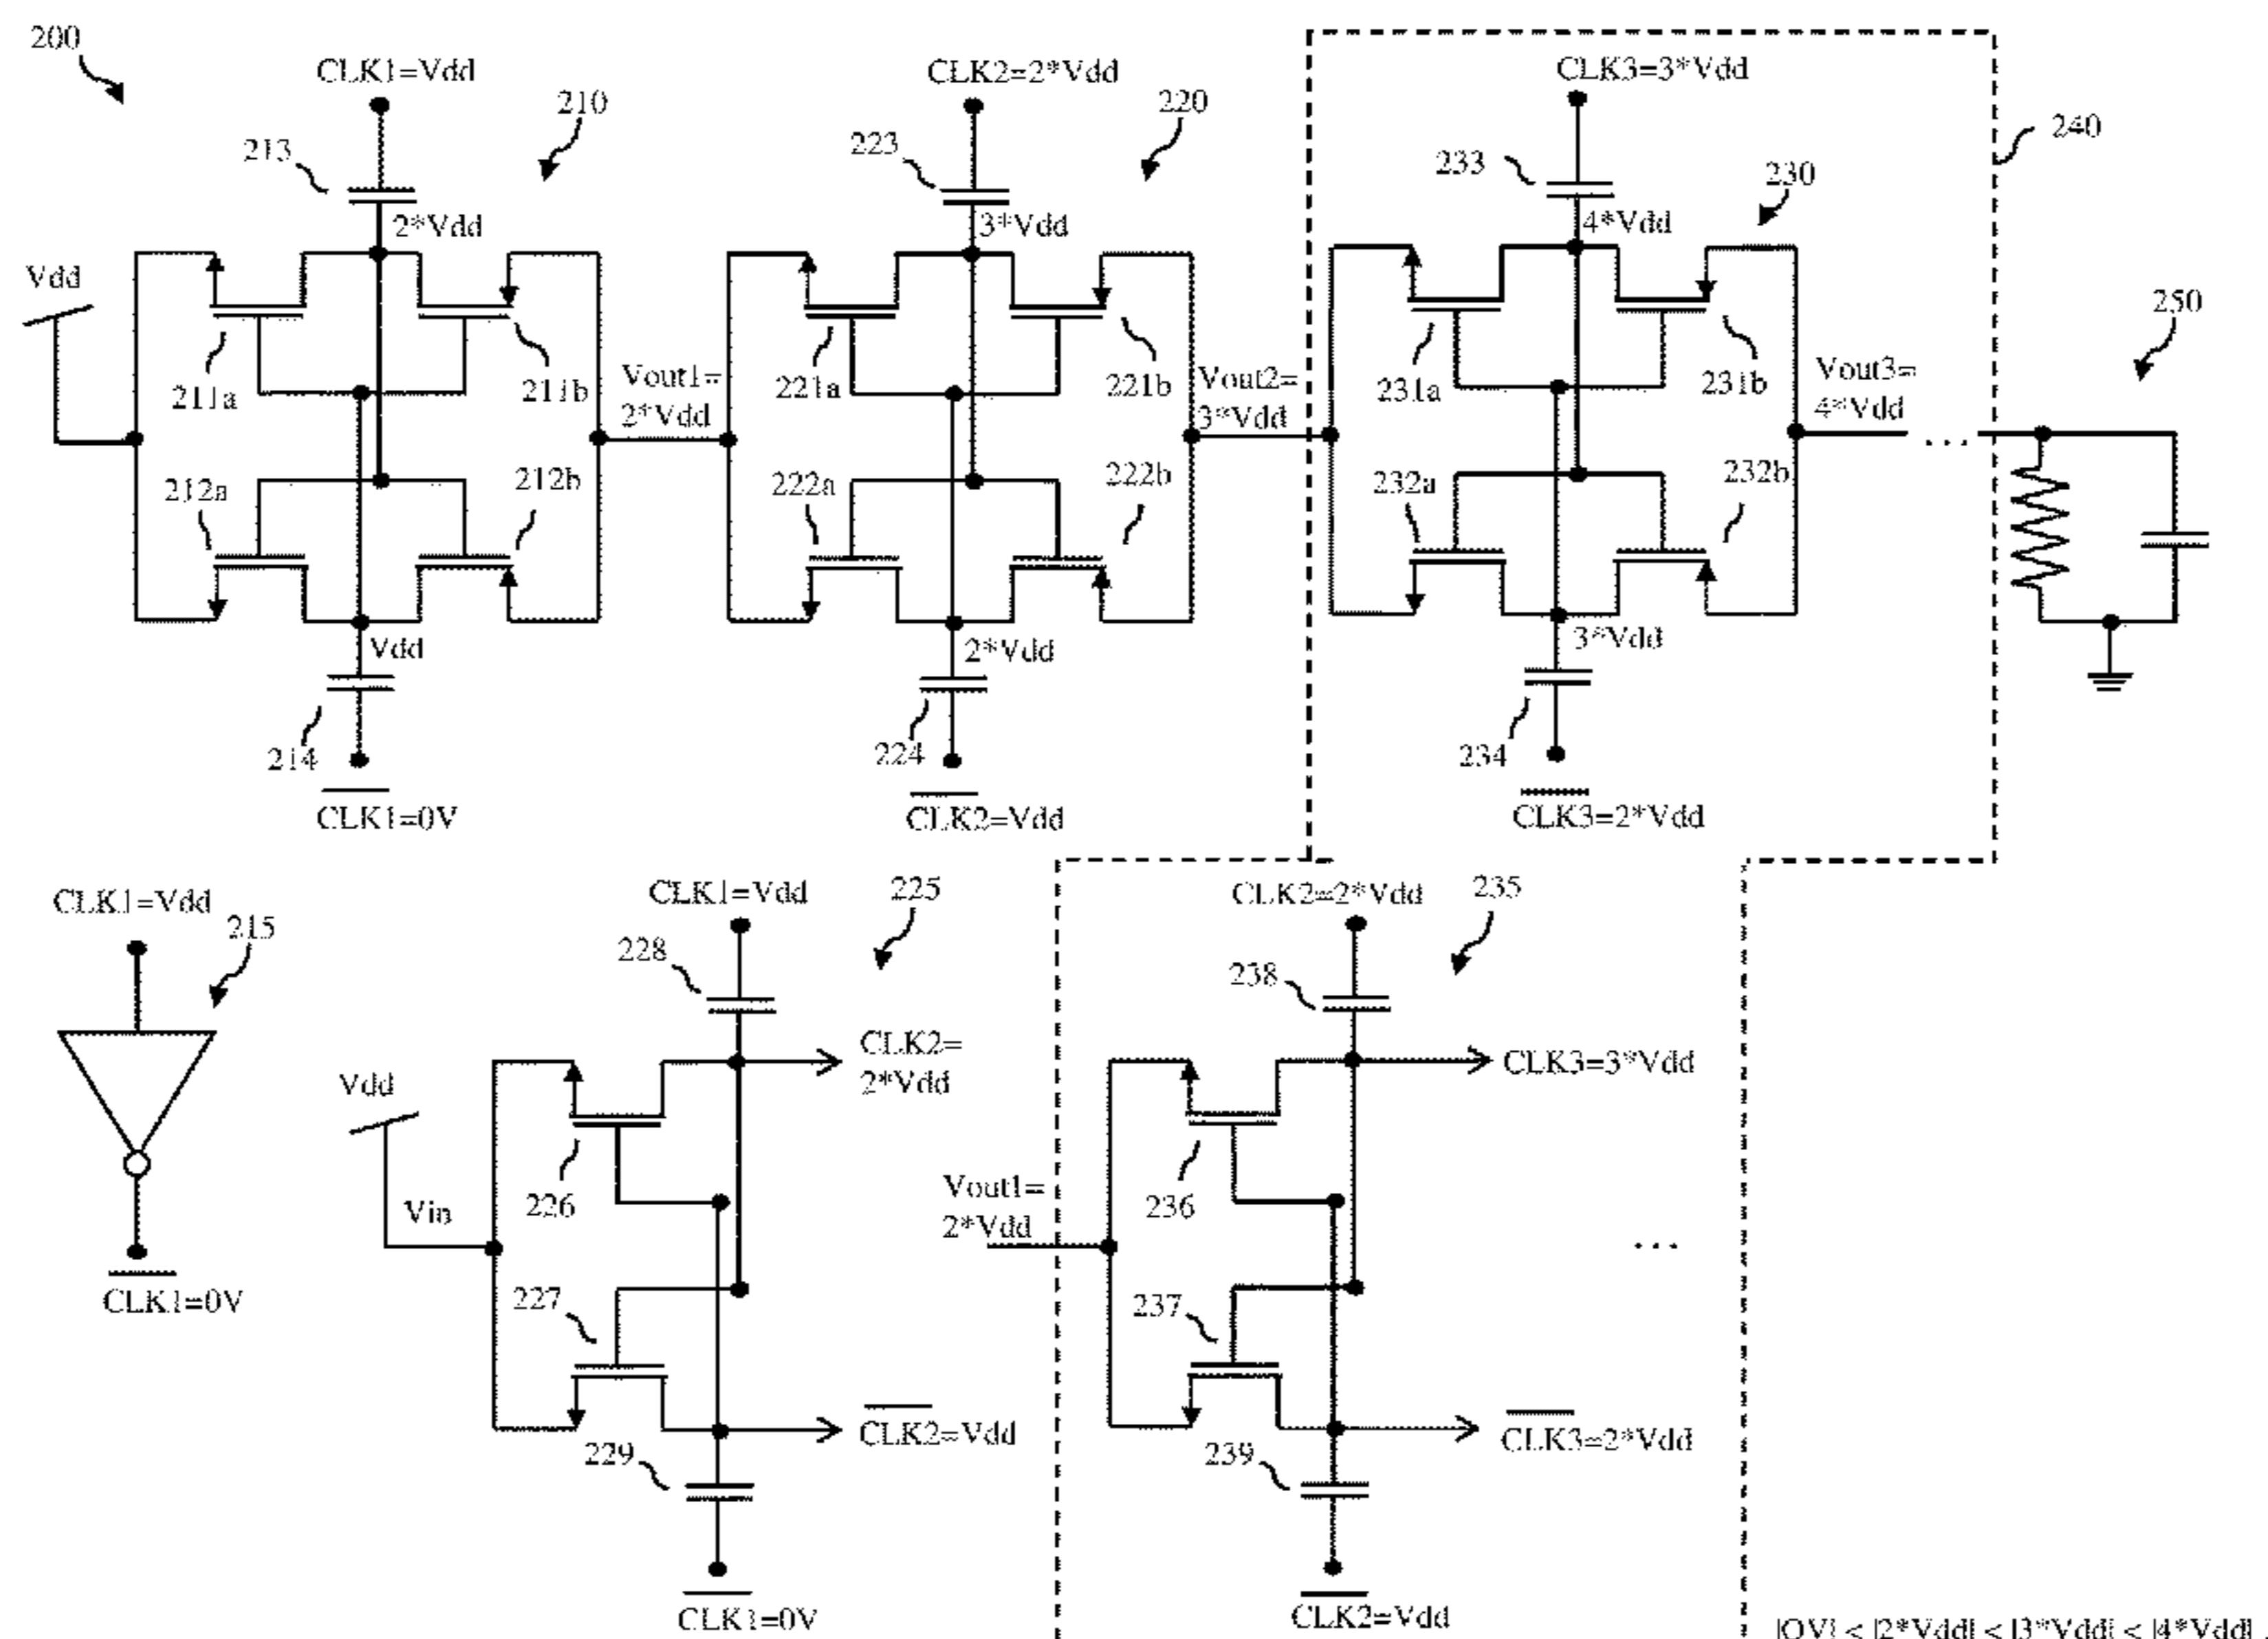 200
CLK1=Vdd
210
213
2*Vdd
Vdd
211a
211b
212a
212b
Vdd
214
CLK1=0V
Vout1=
2*Vdd
CLK2=2*Vdd
220
223
3*Vdd
221a
221b
222a
222b
2*Vdd
224
CLK2=Vdd
Vout2=
3*Vdd
CLK3=3*Vdd
240
233
230
4*Vdd
231a
231b
232a
232b
3*Vdd
234
CLK3=2*Vdd
Vout3=
4*Vdd
...
250
CLK1=Vdd
215
CLK1=0V
CLK1=Vdd
225
228
CLK2=
2*Vdd
Vdd
Vin
226
227
CLK2=Vdd
229
CLK1=0V
CLK2=2*Vdd
235
238
CLK3=3*Vdd
Vout1=
2*Vdd
236
237
...
CLK3=2*Vdd
239
CLK2=Vdd
|OV| < |2*Vdd| < |3*Vdd| < |4*Vdd|